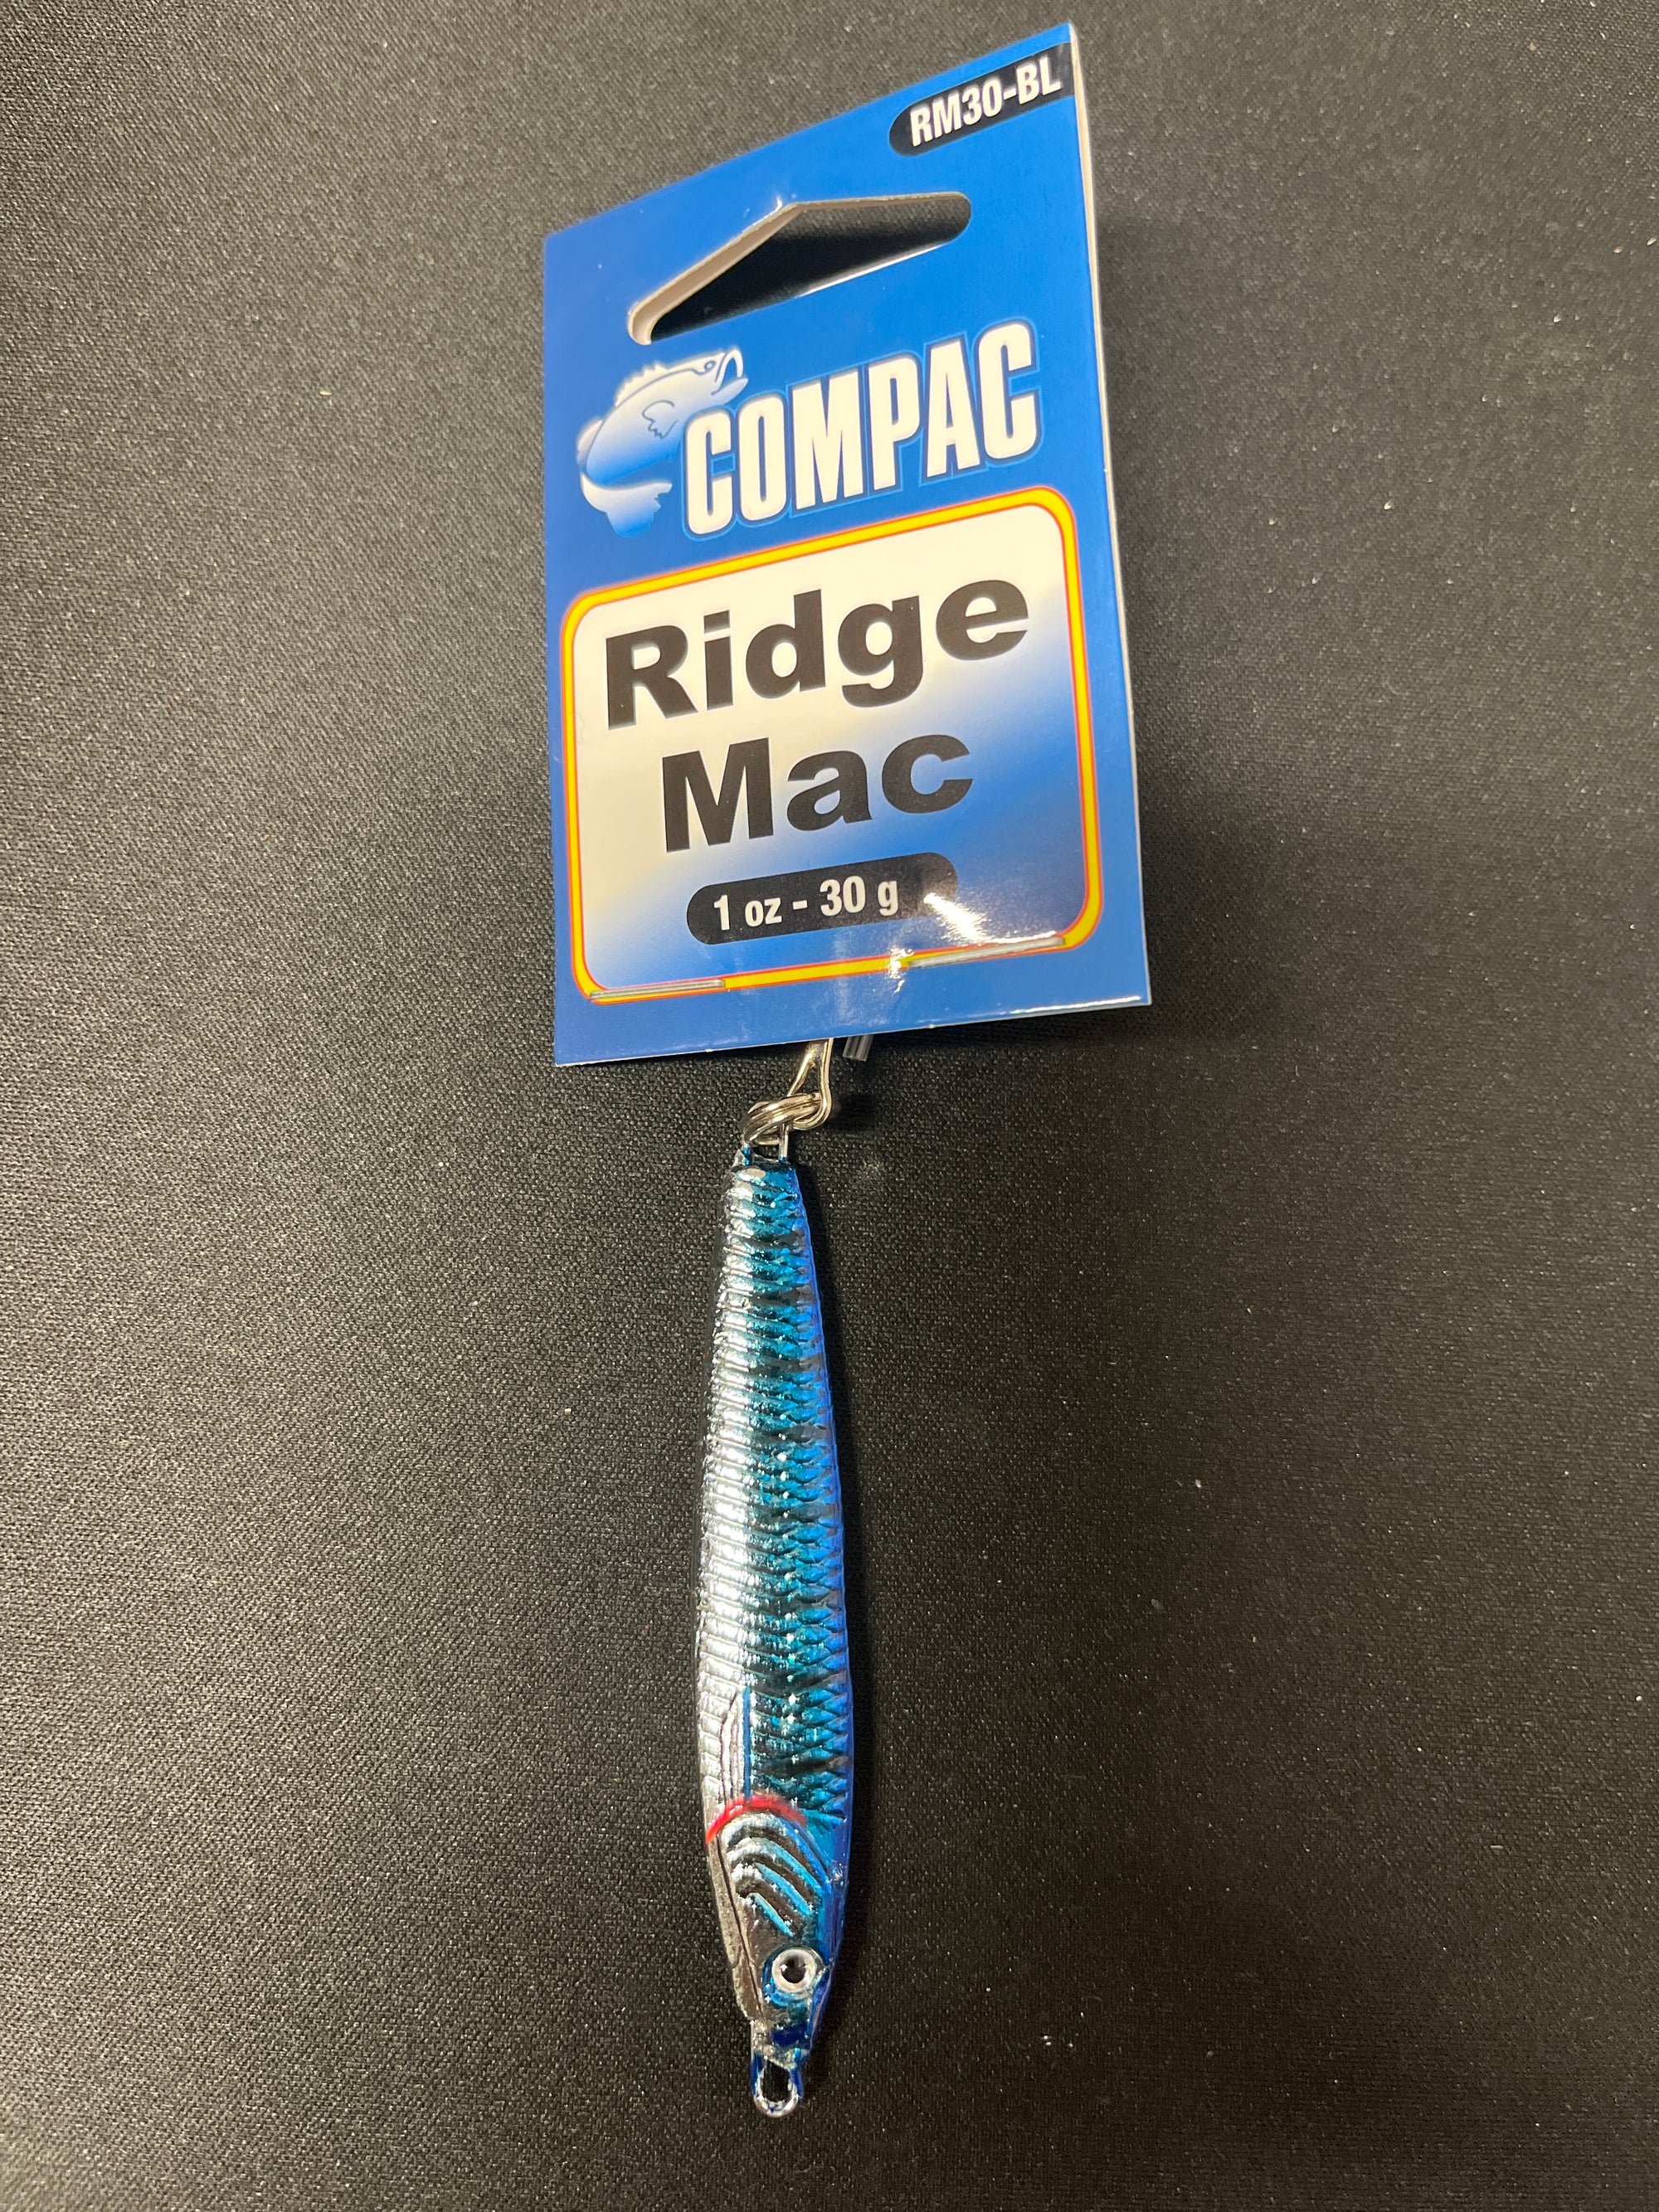 RM30-BL
COMPAC
Ridge
Mac
1 oz - 30 g